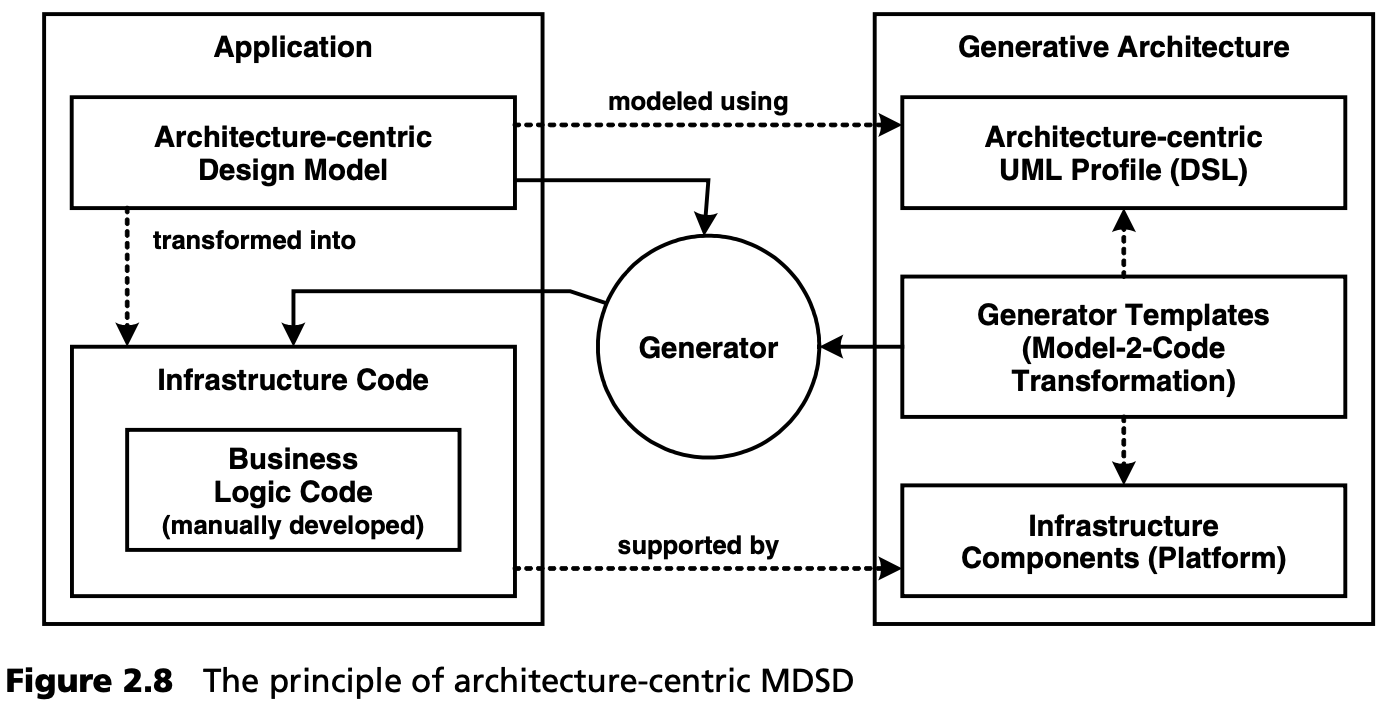 Application
Generative Architecture
Architecture-centric
Design Model
modeled using
Architecture-centric
UML Profile (DSL)
transformed into
Generator
Generator Templates
(Model-2-Code
Transformation)
Infrastructure Code
Business
Logic Code
(manually developed)
supported by
Infrastructure
Components (Platform)
Figure 2.8 The principle of architecture-centric MDSD